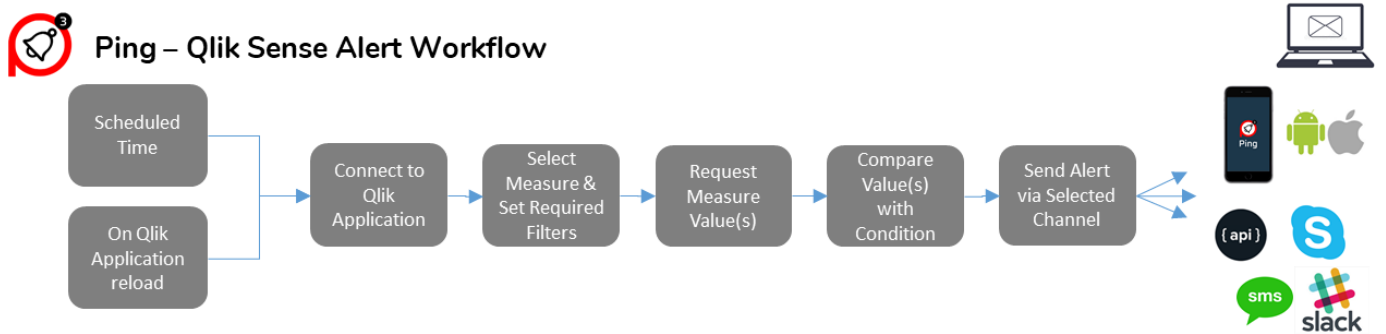 3
Ping – Qlik Sense Alert Workflow
Scheduled
Time
On Qlik
Application
reload
Connect to
Qlik
Application
Select
Measure &
Set Required
Filters
Request
Measure
Value(s)
Compare
Value(s)
with
Condition
Send Alert
via Selected
Channel
Ping
{ api }
S
sms
slack